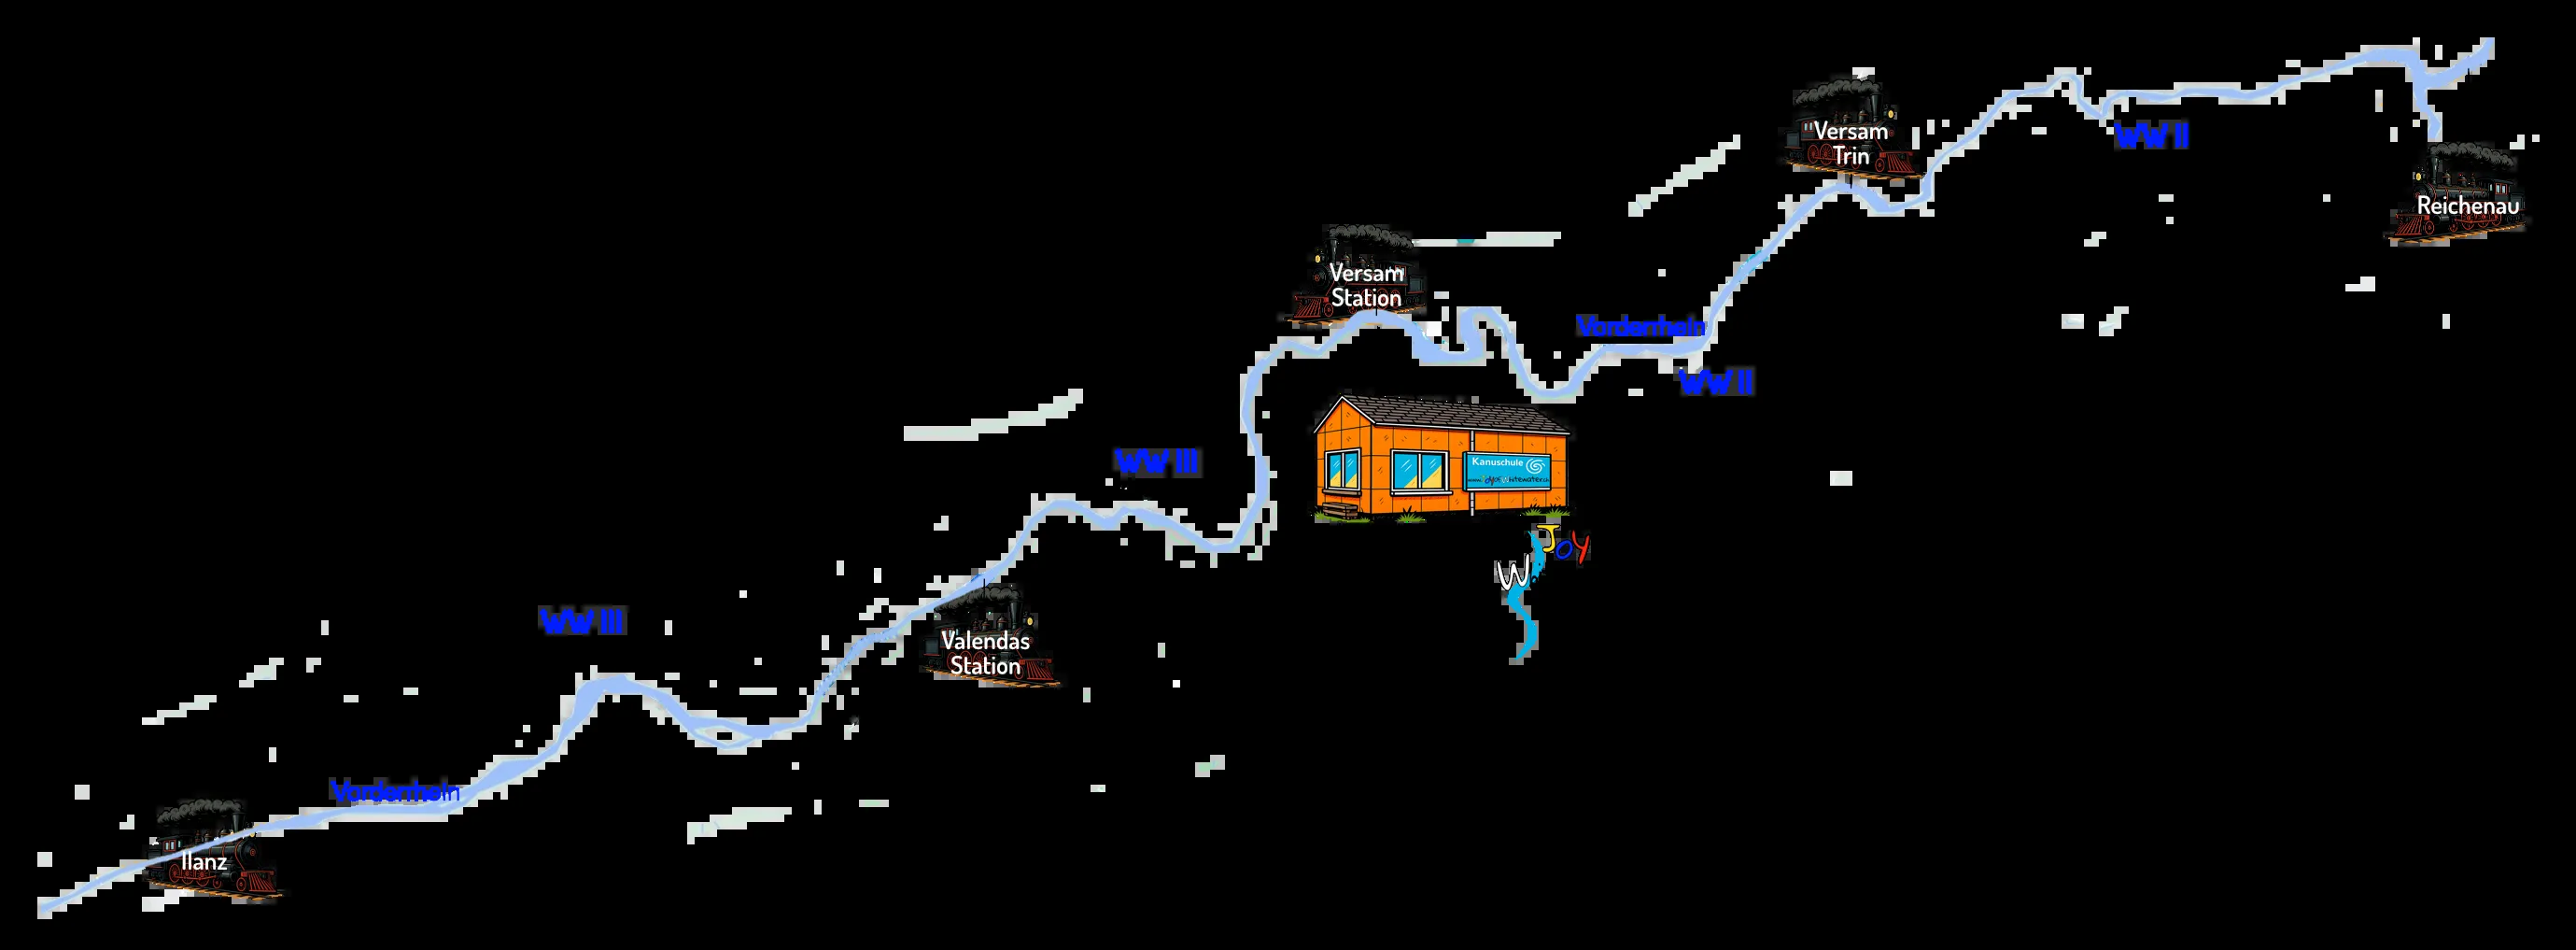 Versam
Trin
WW II
Reichenau
Versam
Station
Vorderrhein
WW II
WW III
Kanuschule
JOY
W
WW III
Valendas
Station
Vorderrhein
Ilanz